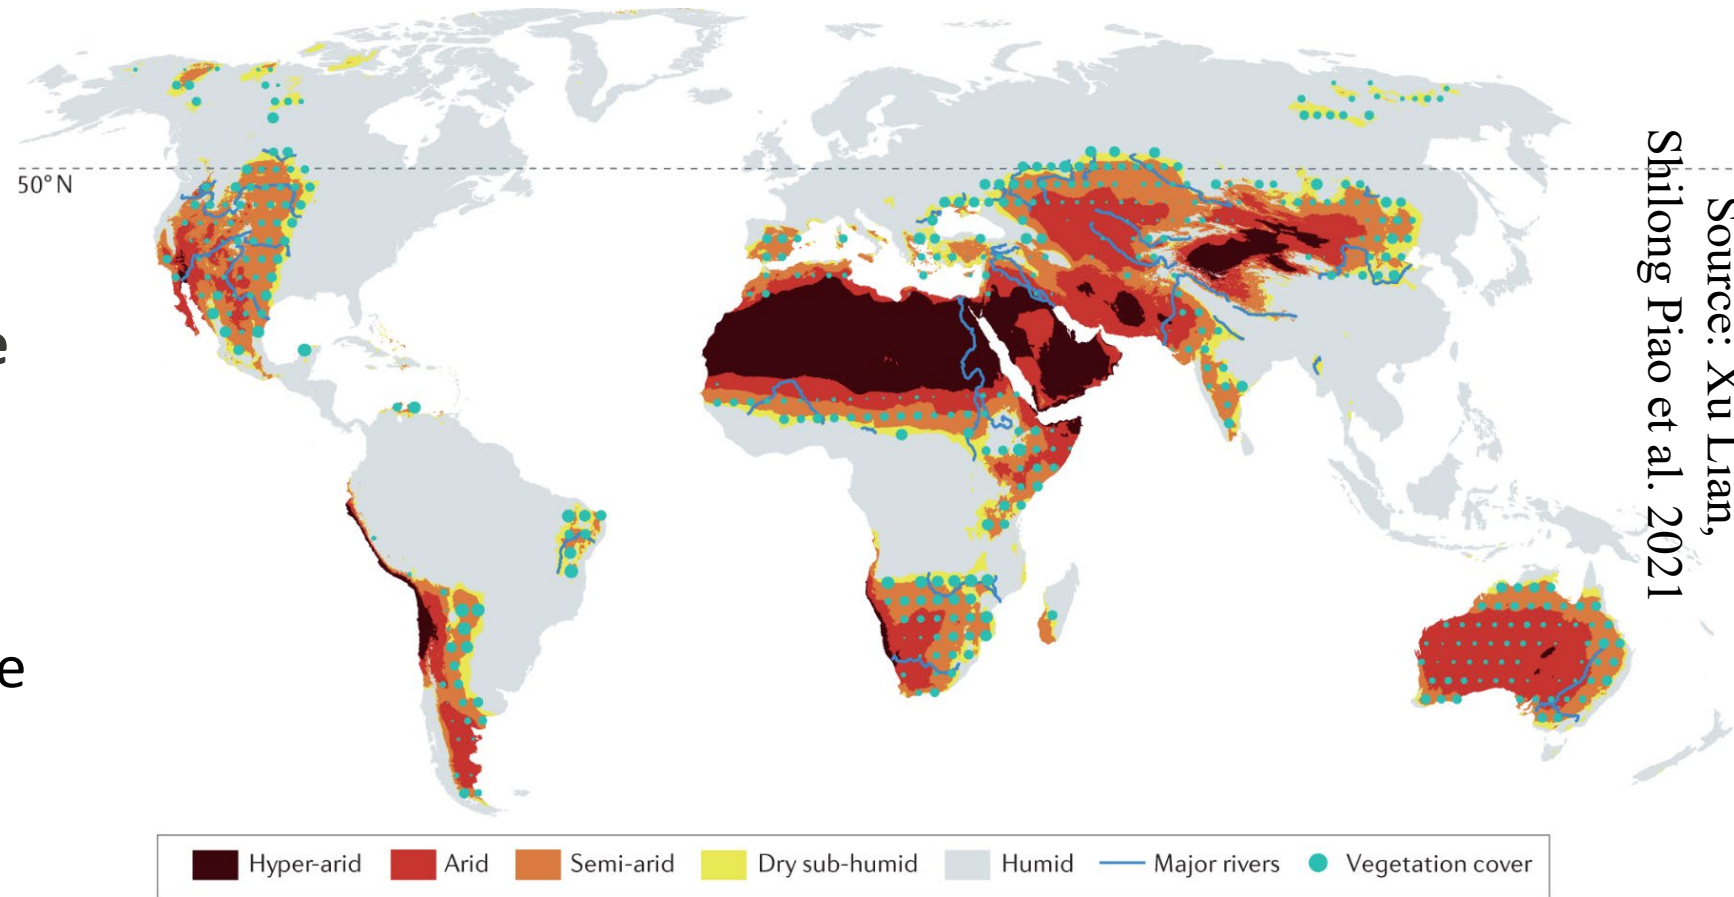 50°N
e
e
Source: Xu Lian,
Shilong Piao et al. 2021
Hyper-arid
Arid
Semi-arid
Dry sub-humid
Humid
Major rivers
Vegetation cover